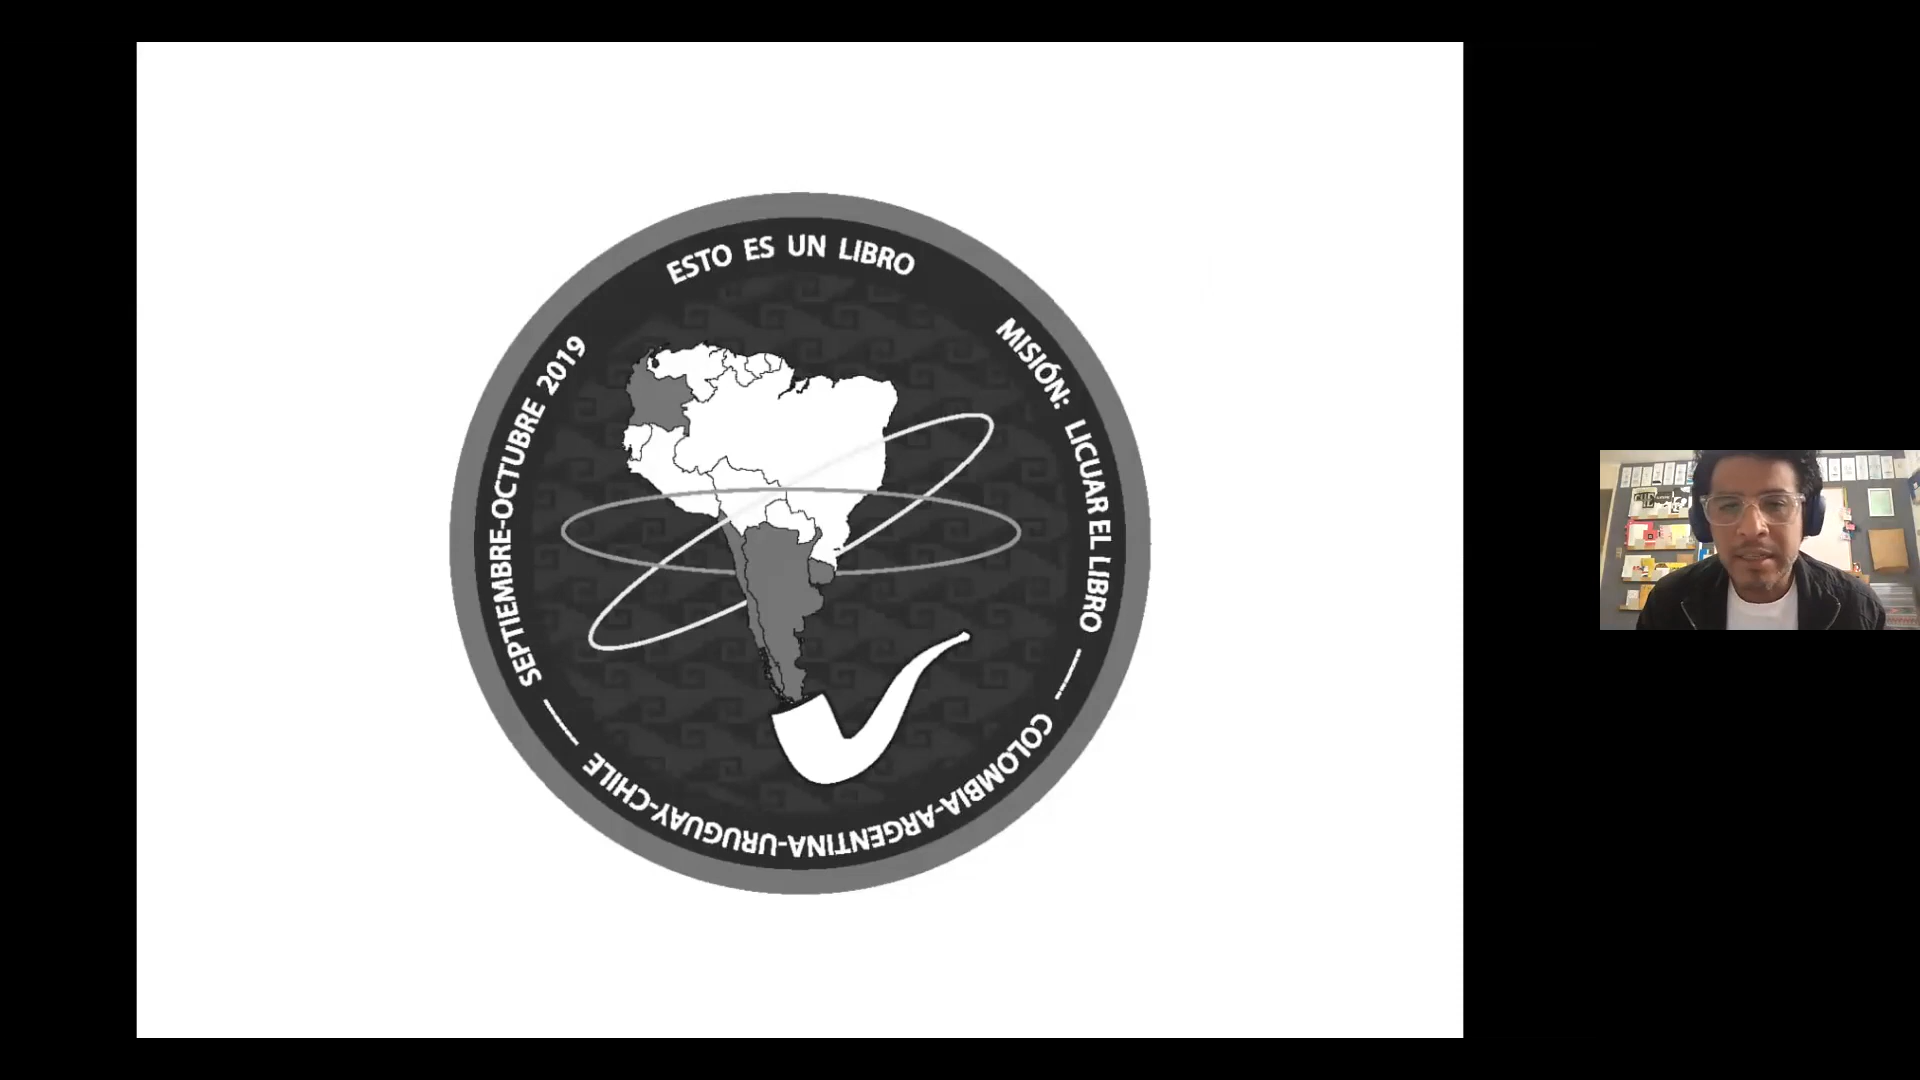 ESTO ES UN LIBRO
MISIÓN: LICUAR EL LIBRO
COLOMBIA-ARGENTINA-URUGUAY-CHILE
SEPTIEMBRE-OCTUBRE 2019